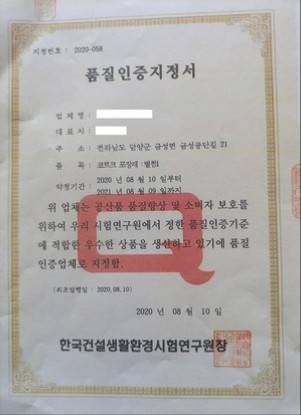 지정번호 : 2020-058
품질인증지정서
업 체 명 :
대 표 자 :
주 소 : 전라남도 담양군 금성면 금성공단길 21
품 목 : 코르크 포장재 (별첨)
약정기간 : 2020 년 08 월 10 일부터
2021 년 08 월 09 일까지
위 업체는 공산품 품질향상 및 소비자 보호를
위하여 우리 시험연구원에서 정한 품질인증기준
에 적합한 우수한 상품을 생산하고 있기에 품질
인증업체로 지정함.
(최초발행일 : 2020.08.10)
2020 년 08 월 10 일
한국건설생활환경시험연구원장